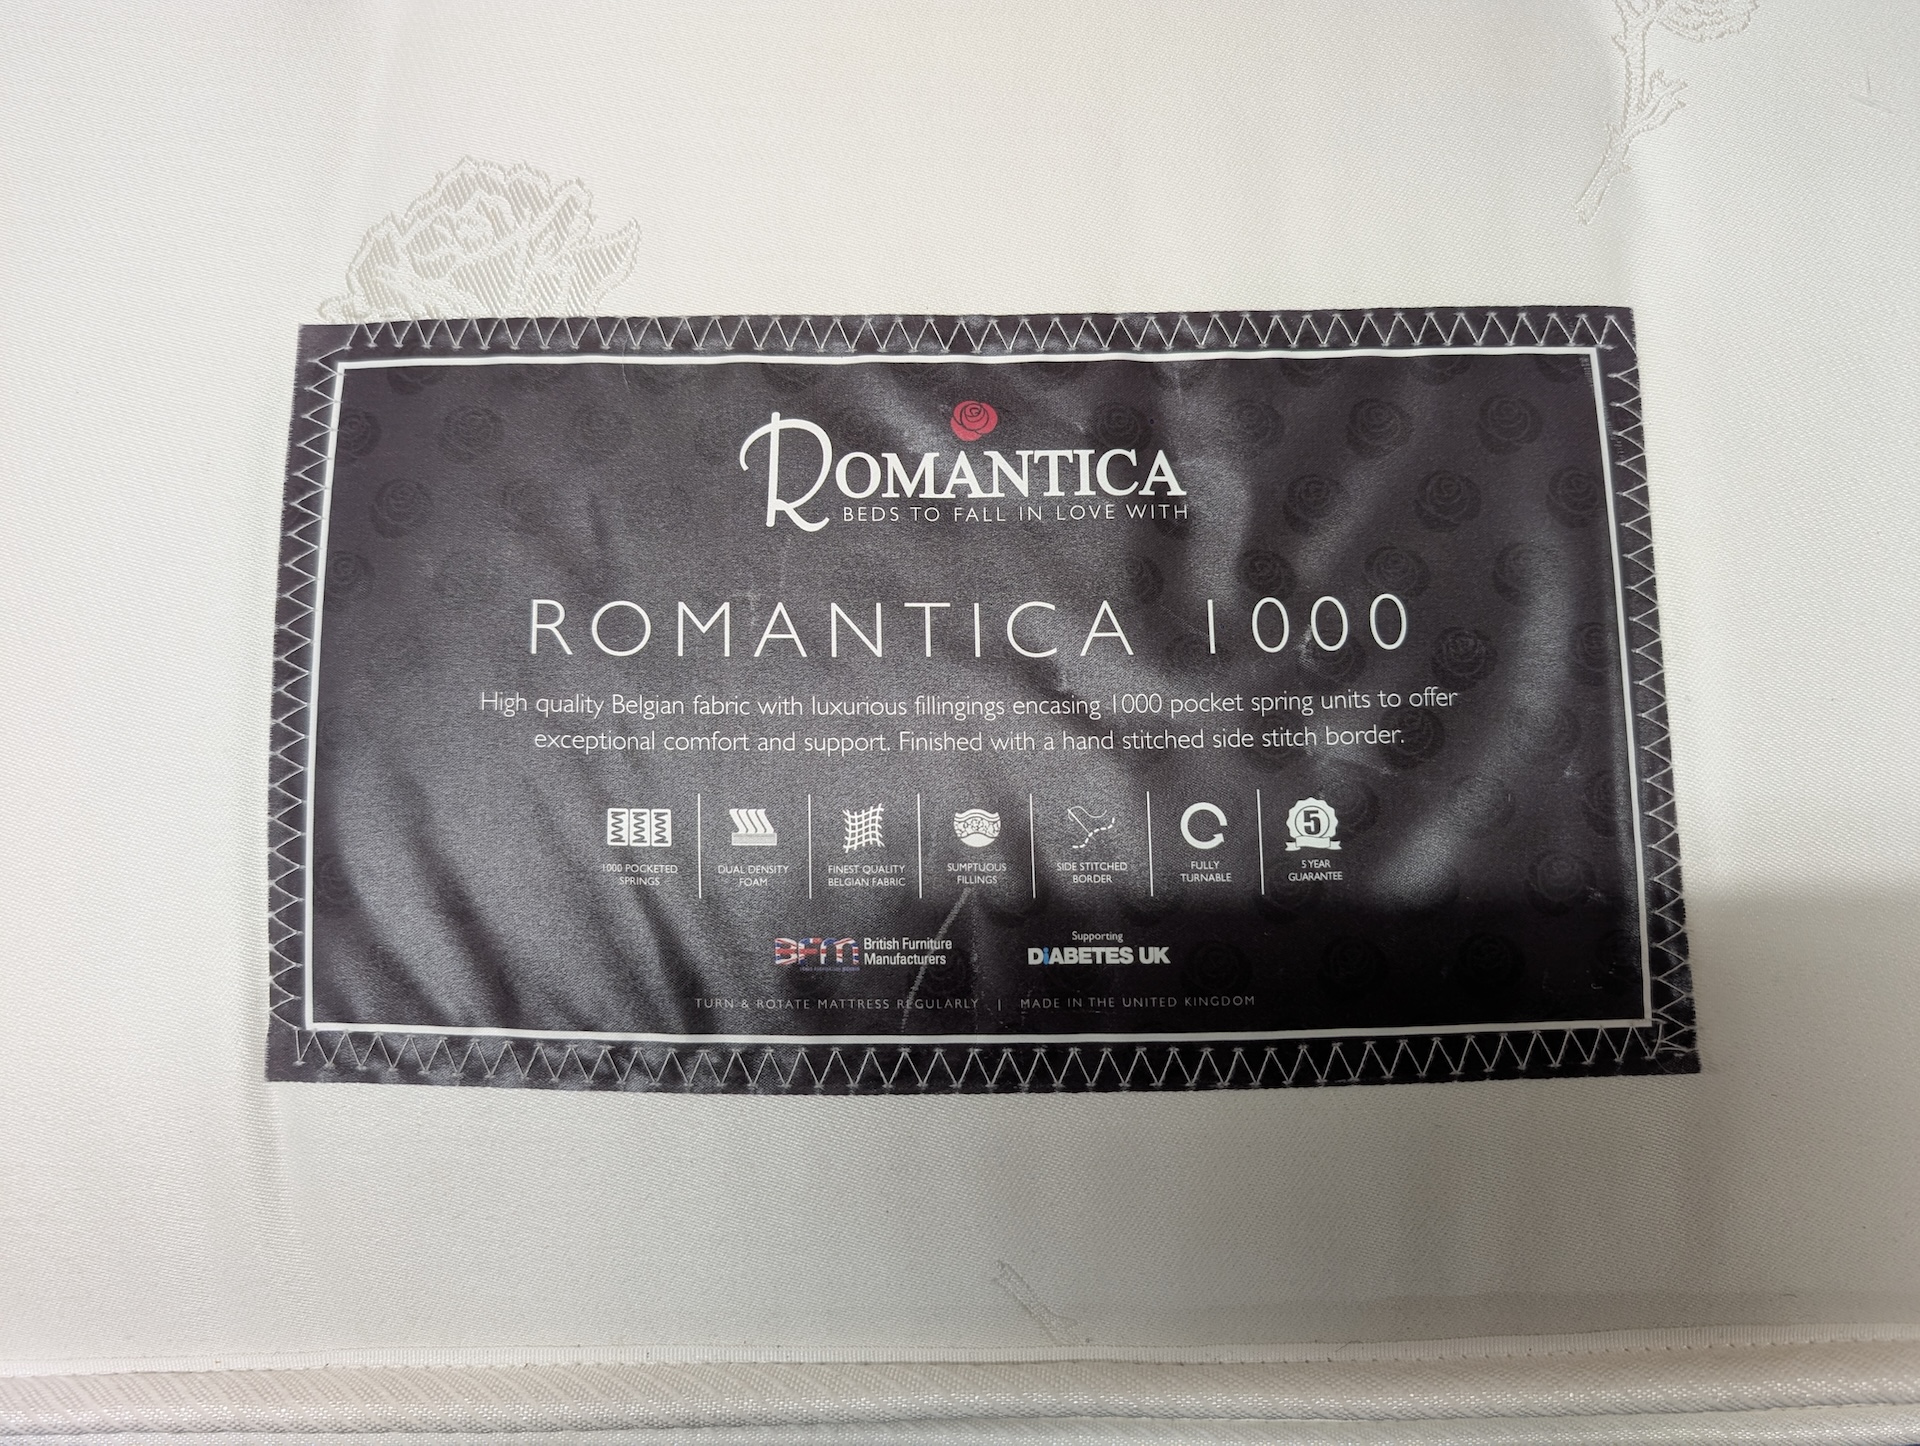 ROMANTICA
BEDS TO FALL IN LOVE WITH
ROMANTICA 1000
High quality Belgian fabric with luxurious fillingings encasing 1000 pocket spring units to offer
exceptional comfort and support. Finished with a hand stitched side stitch border.
1000 POCKETED
SPRINGS
DUAL DENSITY
FOAM
FINEST QUALITY
BELGIAN FABRIC
SUMPTUOUS
FILLINGS
SIDE STITCHED
BORDER
FULLY
TURNABLE
5
5 YEAR
GUARANTEE
BFM British Furniture
Manufacturers
Supporting
DiABETES UK
TURN & ROTATE MATTRESS REGULARLY | MADE IN THE UNITED KINGDOM